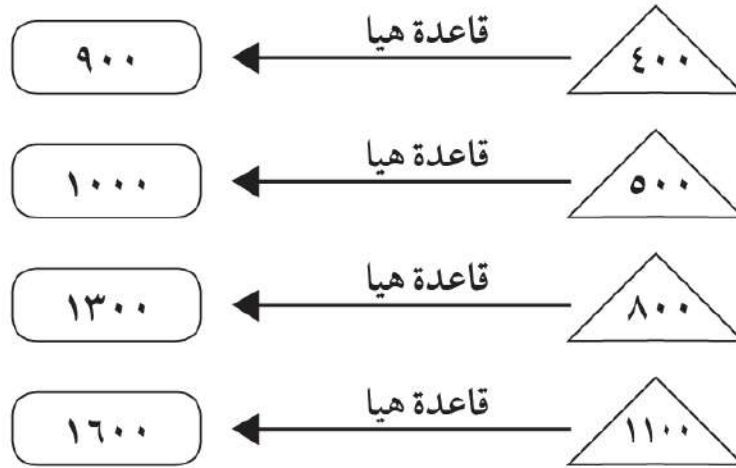 ٤٠٠ قاعدة هيا ٩٠٠
٥٠٠ قاعدة هيا ١٠٠٠
٨٠٠ قاعدة هيا ١٣٠٠
١١٠٠ قاعدة هيا ١٦٠٠